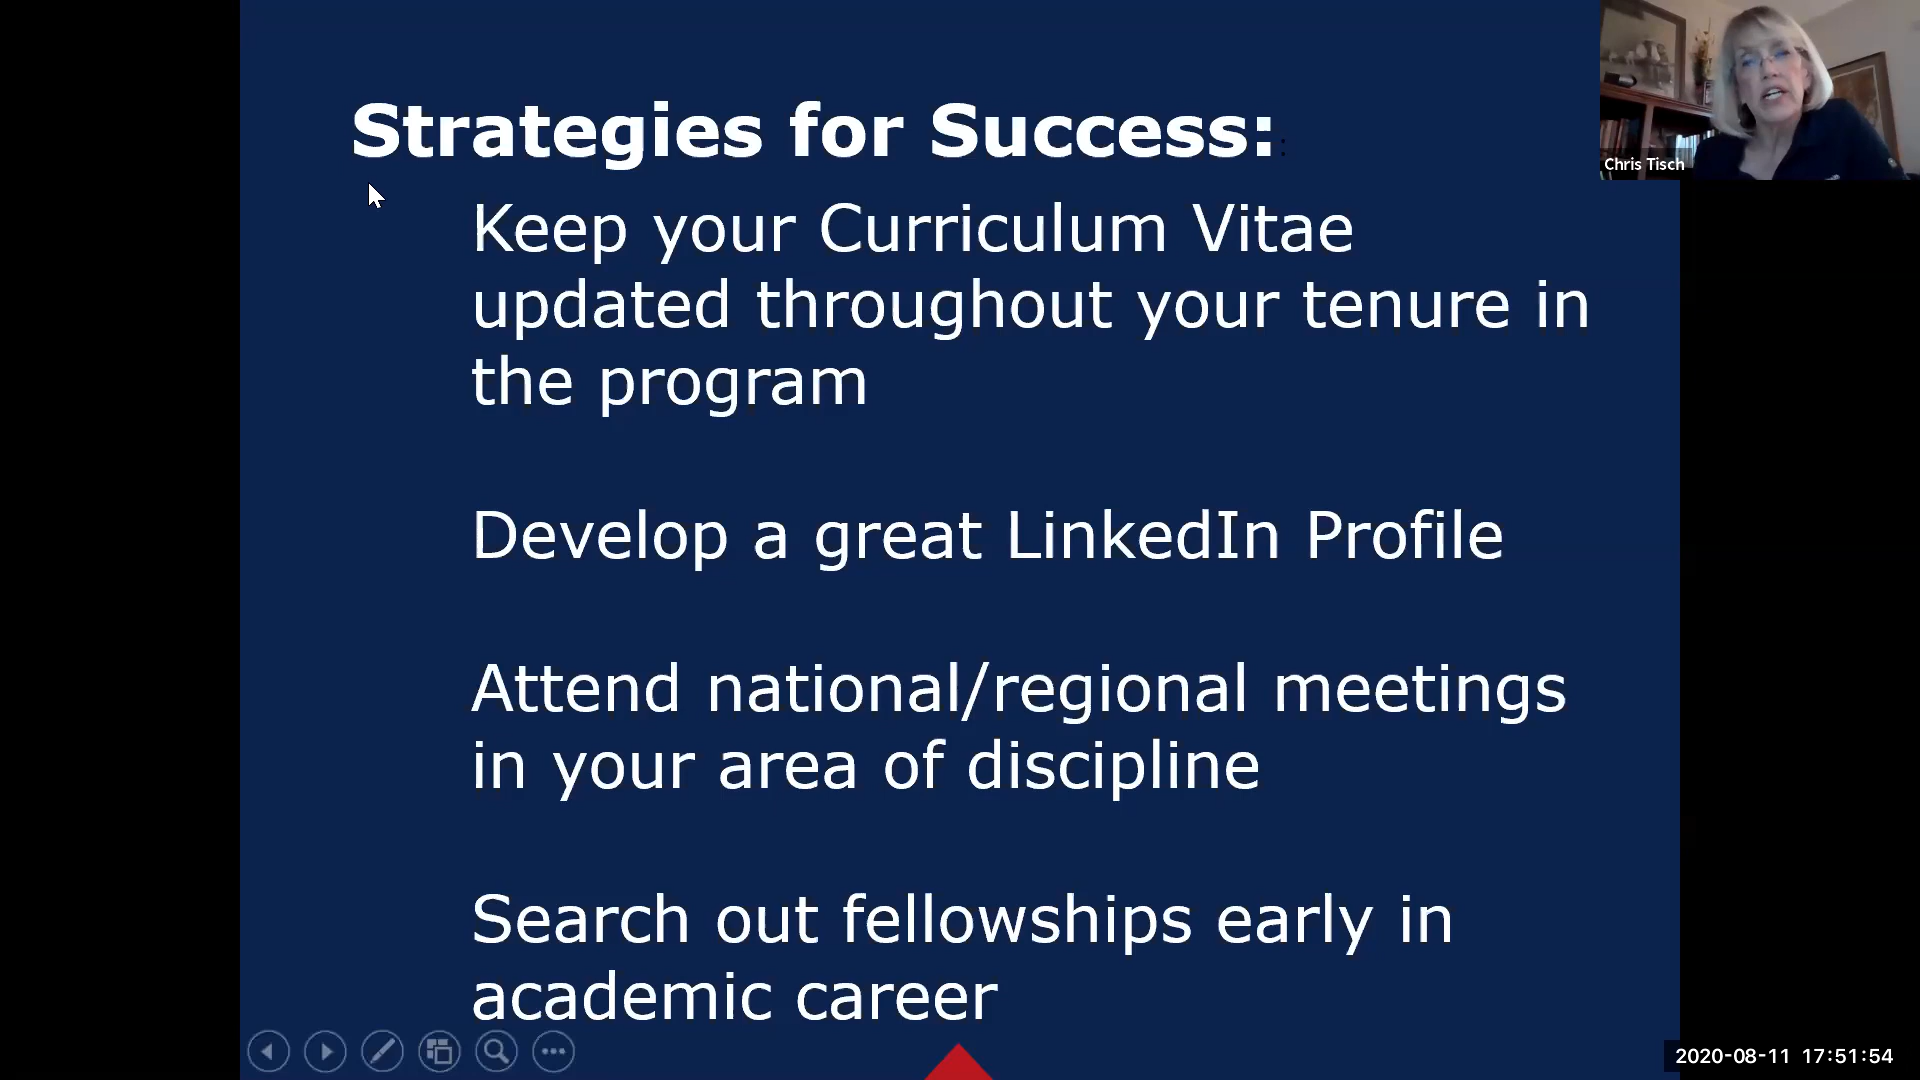 Strategies for Success:
Keep your Curriculum Vitae
updated throughout your tenure in
the program
Develop a great LinkedIn Profile
Attend national/regional meetings
in your area of discipline
Search out fellowships early in
academic career
Chris Tisch
2020-08-11 17:51:54